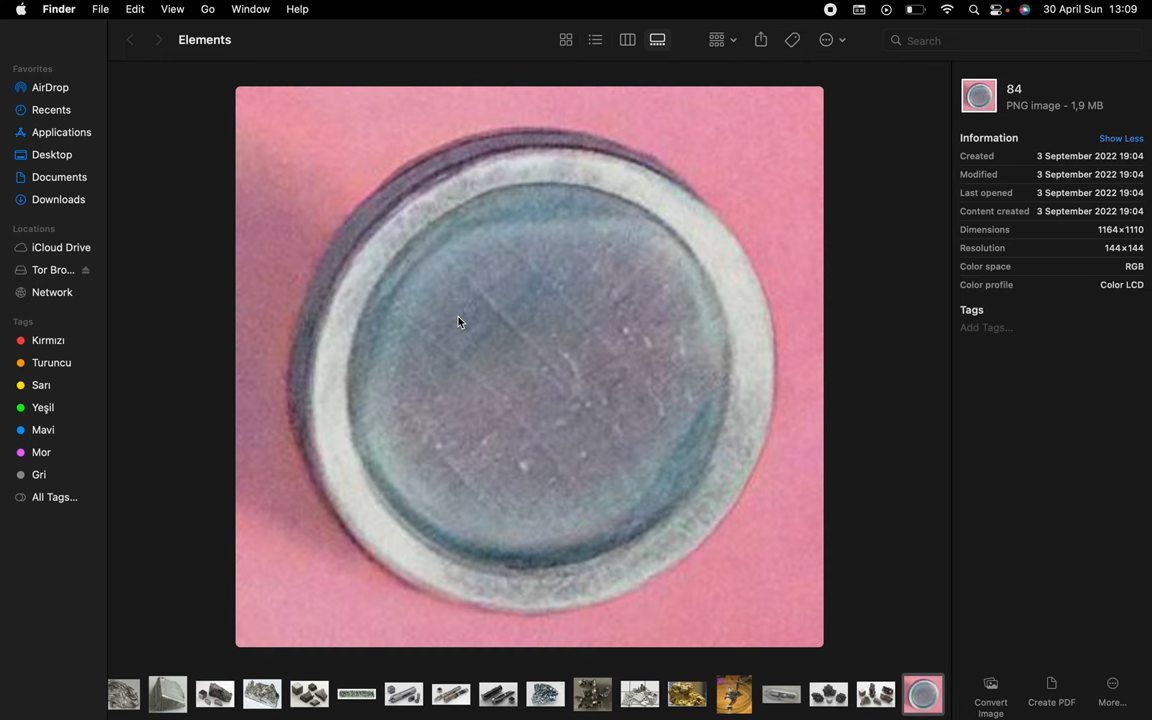 Finder File Edit View Go Window Help 30 April Sun 13:09
Elements Search
Favorites
AirDrop
Recents
Applications
Desktop
Documents
Downloads
Locations
iCloud Drive
Tor Bro...
Network
Tags
Kırmızı
Turuncu
Sarı
Yeşil
Mavi
Mor
Gri
All Tags...
84
PNG image - 1,9 MB
Information Show Less
Created 3 September 2022 19:04
Modified 3 September 2022 19:04
Last opened 3 September 2022 19:04
Content created 3 September 2022 19:04
Dimensions 1164×1110
Resolution 144×144
Color space RGB
Color profile Color LCD
Tags
Add Tags...
Convert Image
Create PDF
More...